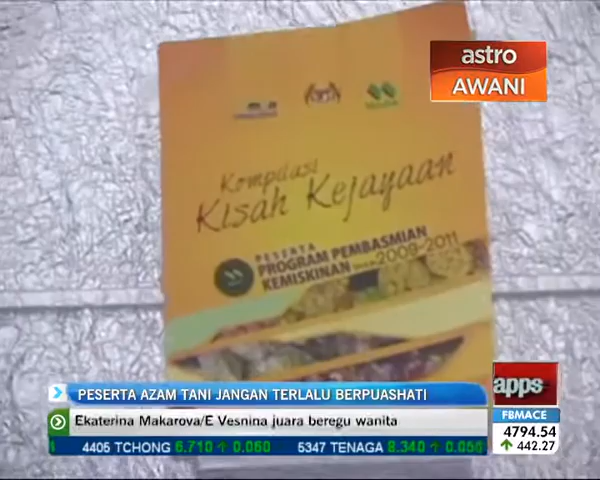 astro
AWANI
Kompilasi
Kisah Kejayaan
PESERTA
PROGRAM PEMBASMIAN
KEMISKINAN TAHUN 2009-2011
apps
PESERTA AZAM TANI JANGAN TERLALU BERPUASHATI
Ekaterina Makarova/E Vesnina juara beregu wanita
FBMACE
4794.54
↑ 442.27
4405 TCHONG 6.710 ↑ 0.060 5347 TENAGA 8.340 ↑ 0.050